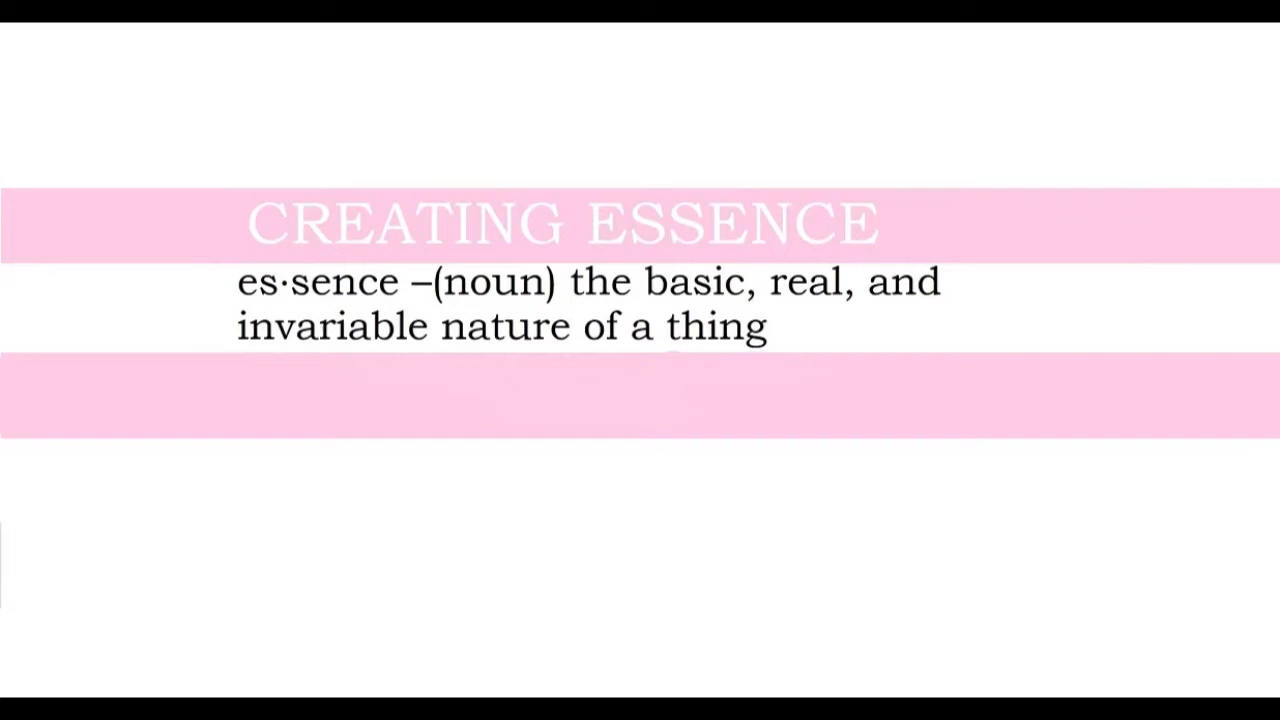 CREATING ESSENCE
es·sence –(noun) the basic, real, and
invariable nature of a thing